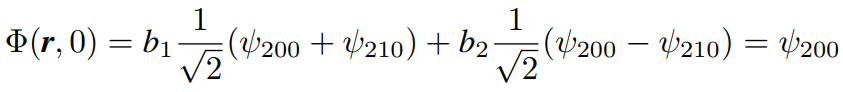 Φ(r, 0) = b₁ 1/√2 (ψ₂₀₀ + ψ₂₁₀) + b₂ 1/√2 (ψ₂₀₀ − ψ₂₁₀) = ψ₂₀₀